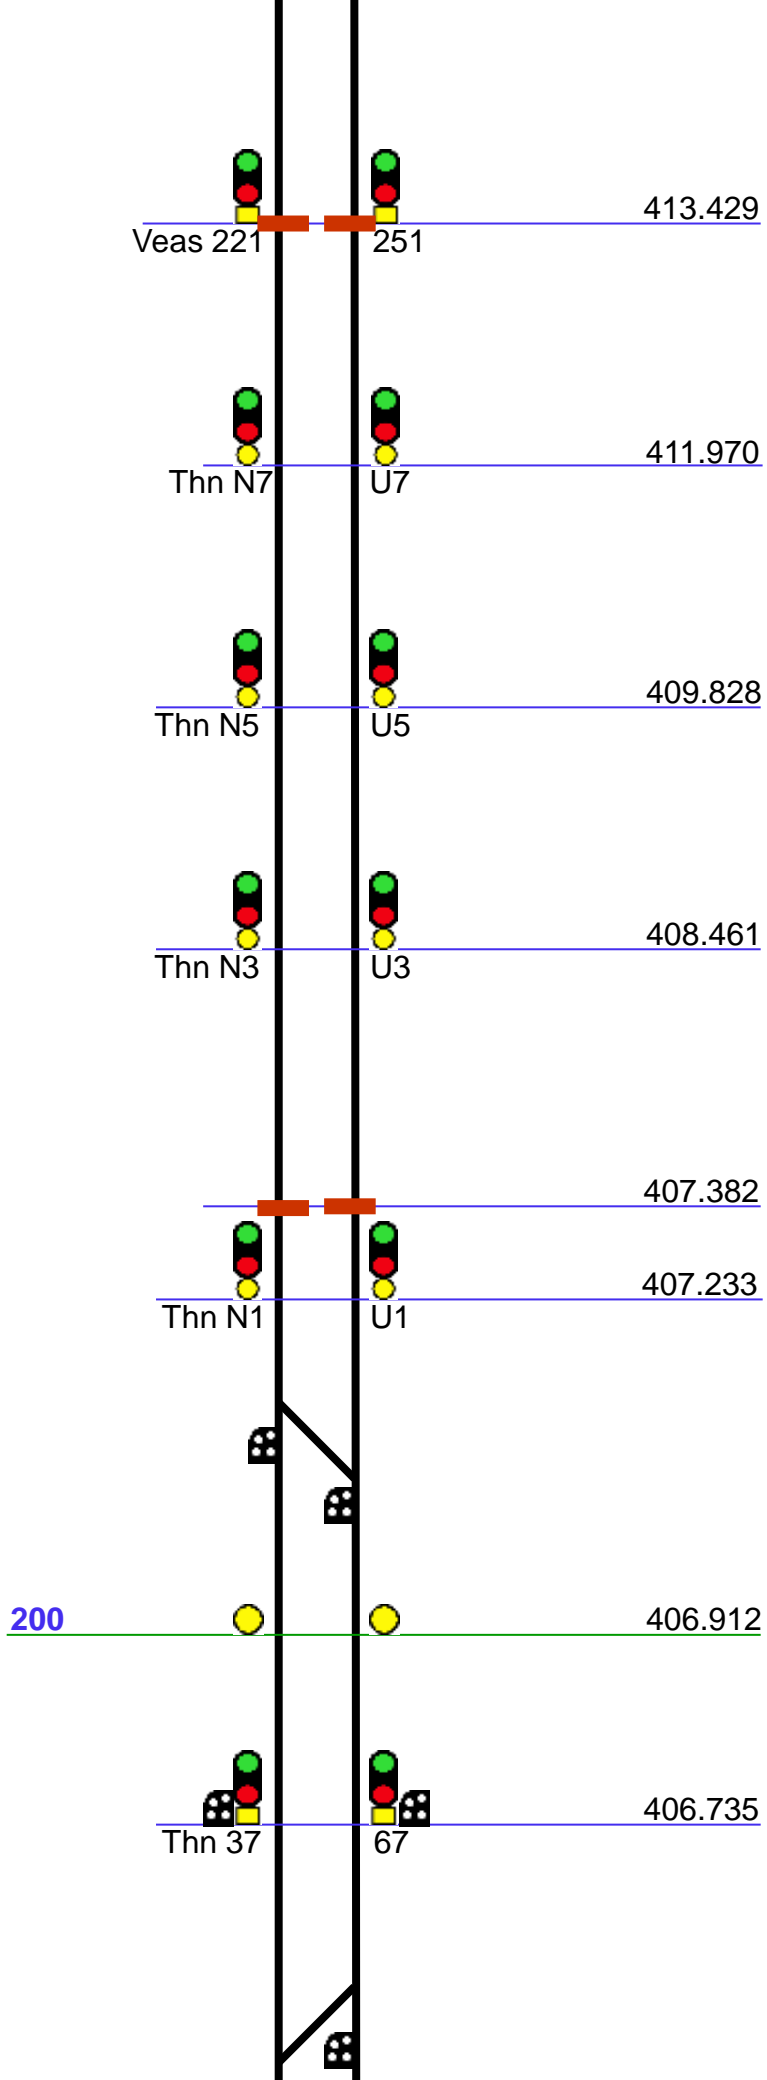 413.429
Veas 221 251
411.970
Thn N7 U7
409.828
Thn N5 U5
408.461
Thn N3 U3
407.382
407.233
Thn N1 U1
200 406.912
406.735
Thn 37 67